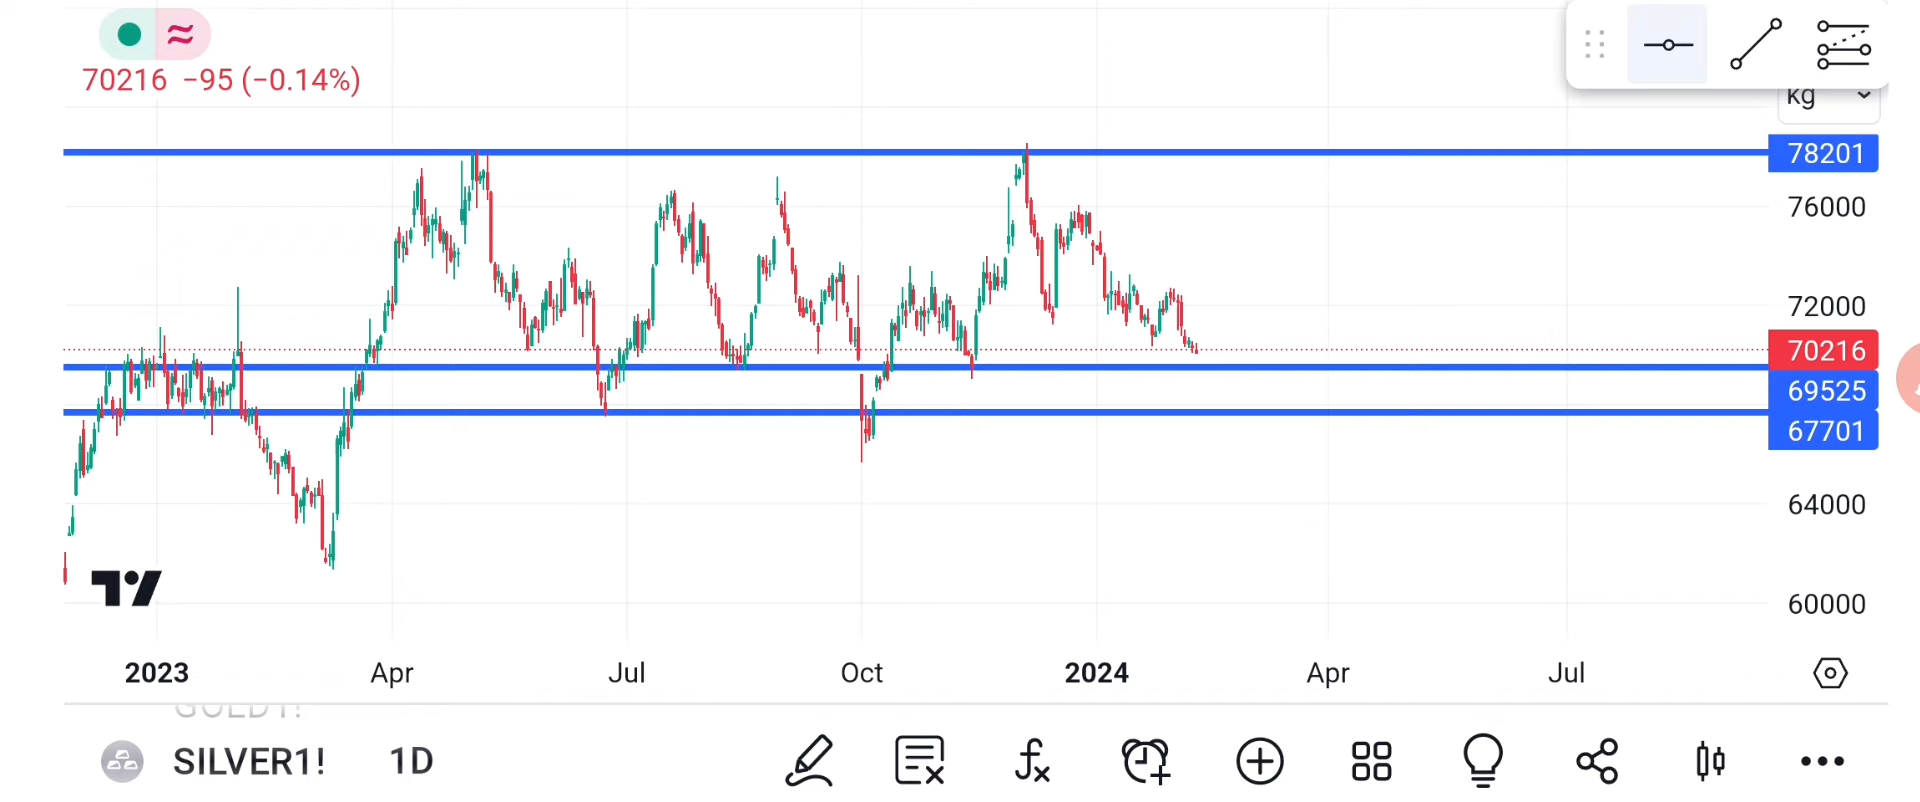 70216 −95 (−0.14%)
kg
78201
76000
72000
70216
69525
67701
64000
60000
2023 Apr Jul Oct 2024 Apr Jul
GOLD1!
SILVER1! 1D